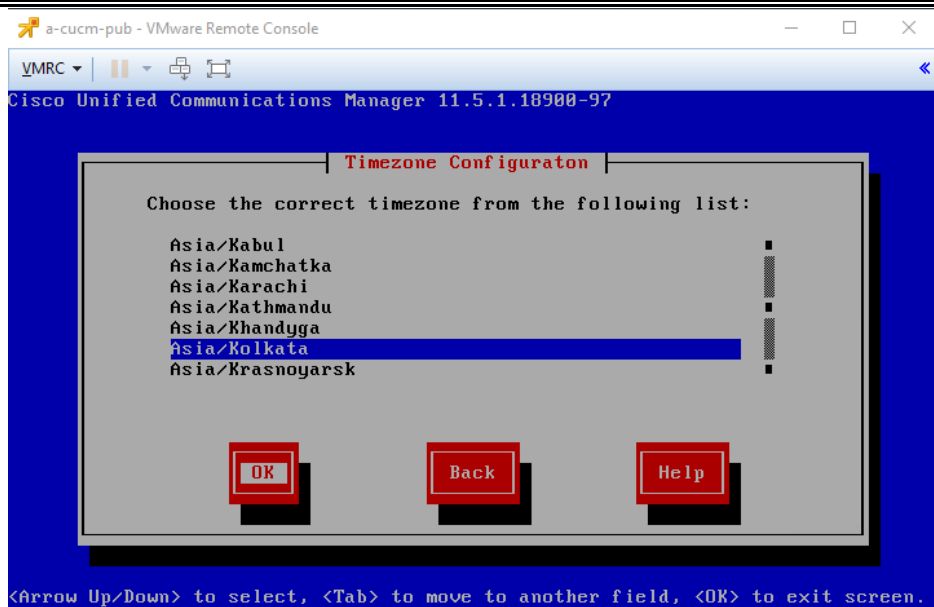 a-cucm-pub - VMware Remote Console
VMRC
Cisco Unified Communications Manager 11.5.1.18900-97
Timezone Configuraton
Choose the correct timezone from the following list:
Asia/Kabul
Asia/Kamchatka
Asia/Karachi
Asia/Kathmandu
Asia/Khandyga
Asia/Kolkata
Asia/Krasnoyarsk
OK Back Help
<Arrow Up/Down> to select, <Tab> to move to another field, <OK> to exit screen.